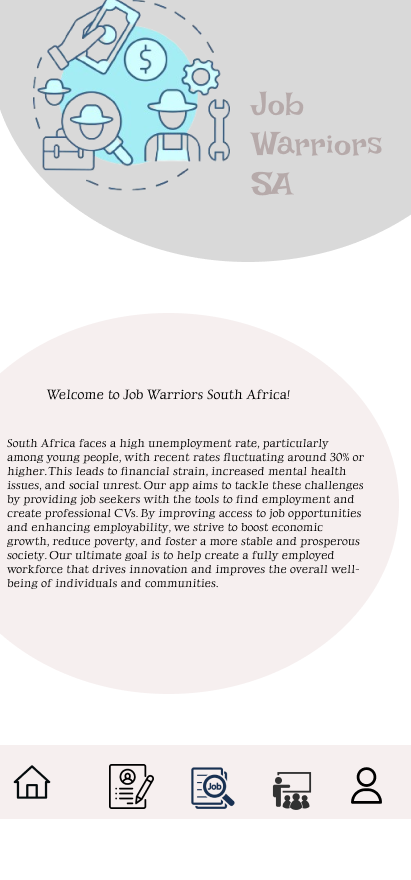 $
Job
Warriors
SA
Welcome to Job Warriors South Africa!
South Africa faces a high unemployment rate, particularly
among young people, with recent rates fluctuating around 30% or
higher.This leads to financial strain, increased mental health
issues, and social unrest. Our app aims to tackle these challenges
by providing job seekers with the tools to find employment and
create professional CVs. By improving access to job opportunities
and enhancing employability, we strive to boost economic
growth, reduce poverty, and foster a more stable and prosperous
society. Our ultimate goal is to help create a fully employed
workforce that drives innovation and improves the overall well-
being of individuals and communities.
Job